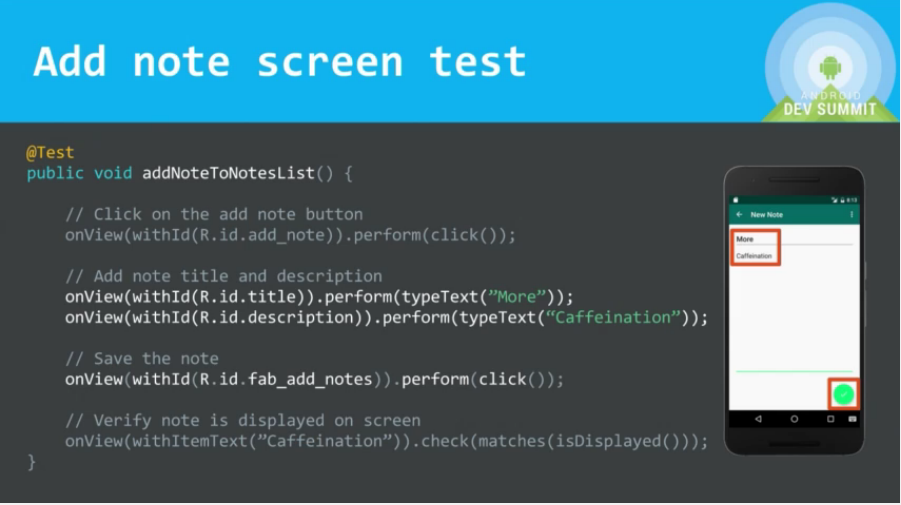 Add note screen test
ANDROID
DEV SUMMIT
@Test
public void addNoteToNotesList() {
// Click on the add note button
onView(withId(R.id.add_note)).perform(click());
// Add note title and description
onView(withId(R.id.title)).perform(typeText(”More”));
onView(withId(R.id.description)).perform(typeText(“Caffeination”));
// Save the note
onView(withId(R.id.fab_add_notes)).perform(click());
// Verify note is displayed on screen
onView(withItemText(”Caffeination”)).check(matches(isDisplayed()));
}
8:10
New Note
More
Caffeination